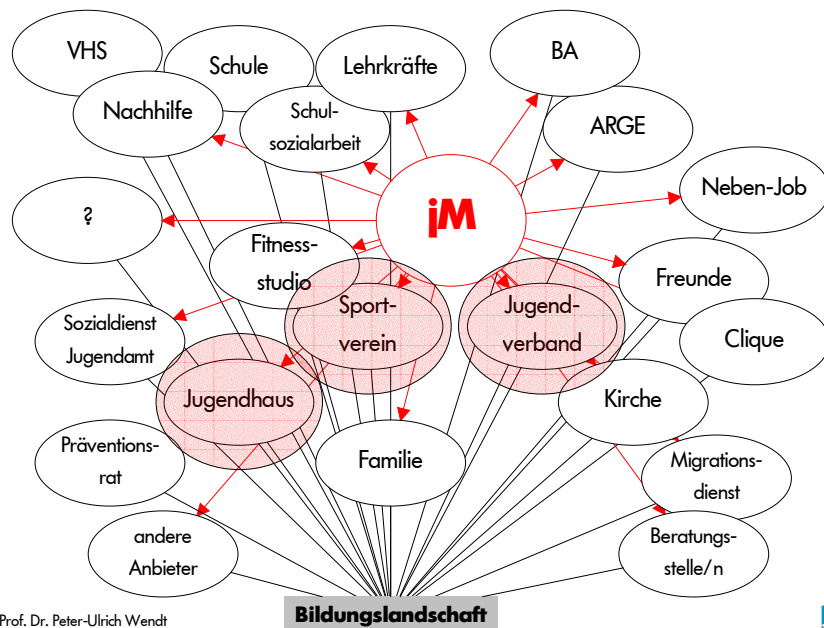 VHS
Schule
Lehrkräfte
BA
Nachhilfe
Schul-
sozialarbeit
ARGE
Neben-Job
?
jM
Fitness-
studio
Freunde
Sport-
verein
Jugend-
verband
Sozialdienst
Jugendamt
Clique
Jugendhaus
Kirche
Präventions-
rat
Familie
Migrations-
dienst
andere
Anbieter
Beratungs-
stelle/n
Bildungslandschaft
Prof. Dr. Peter-Ulrich Wendt